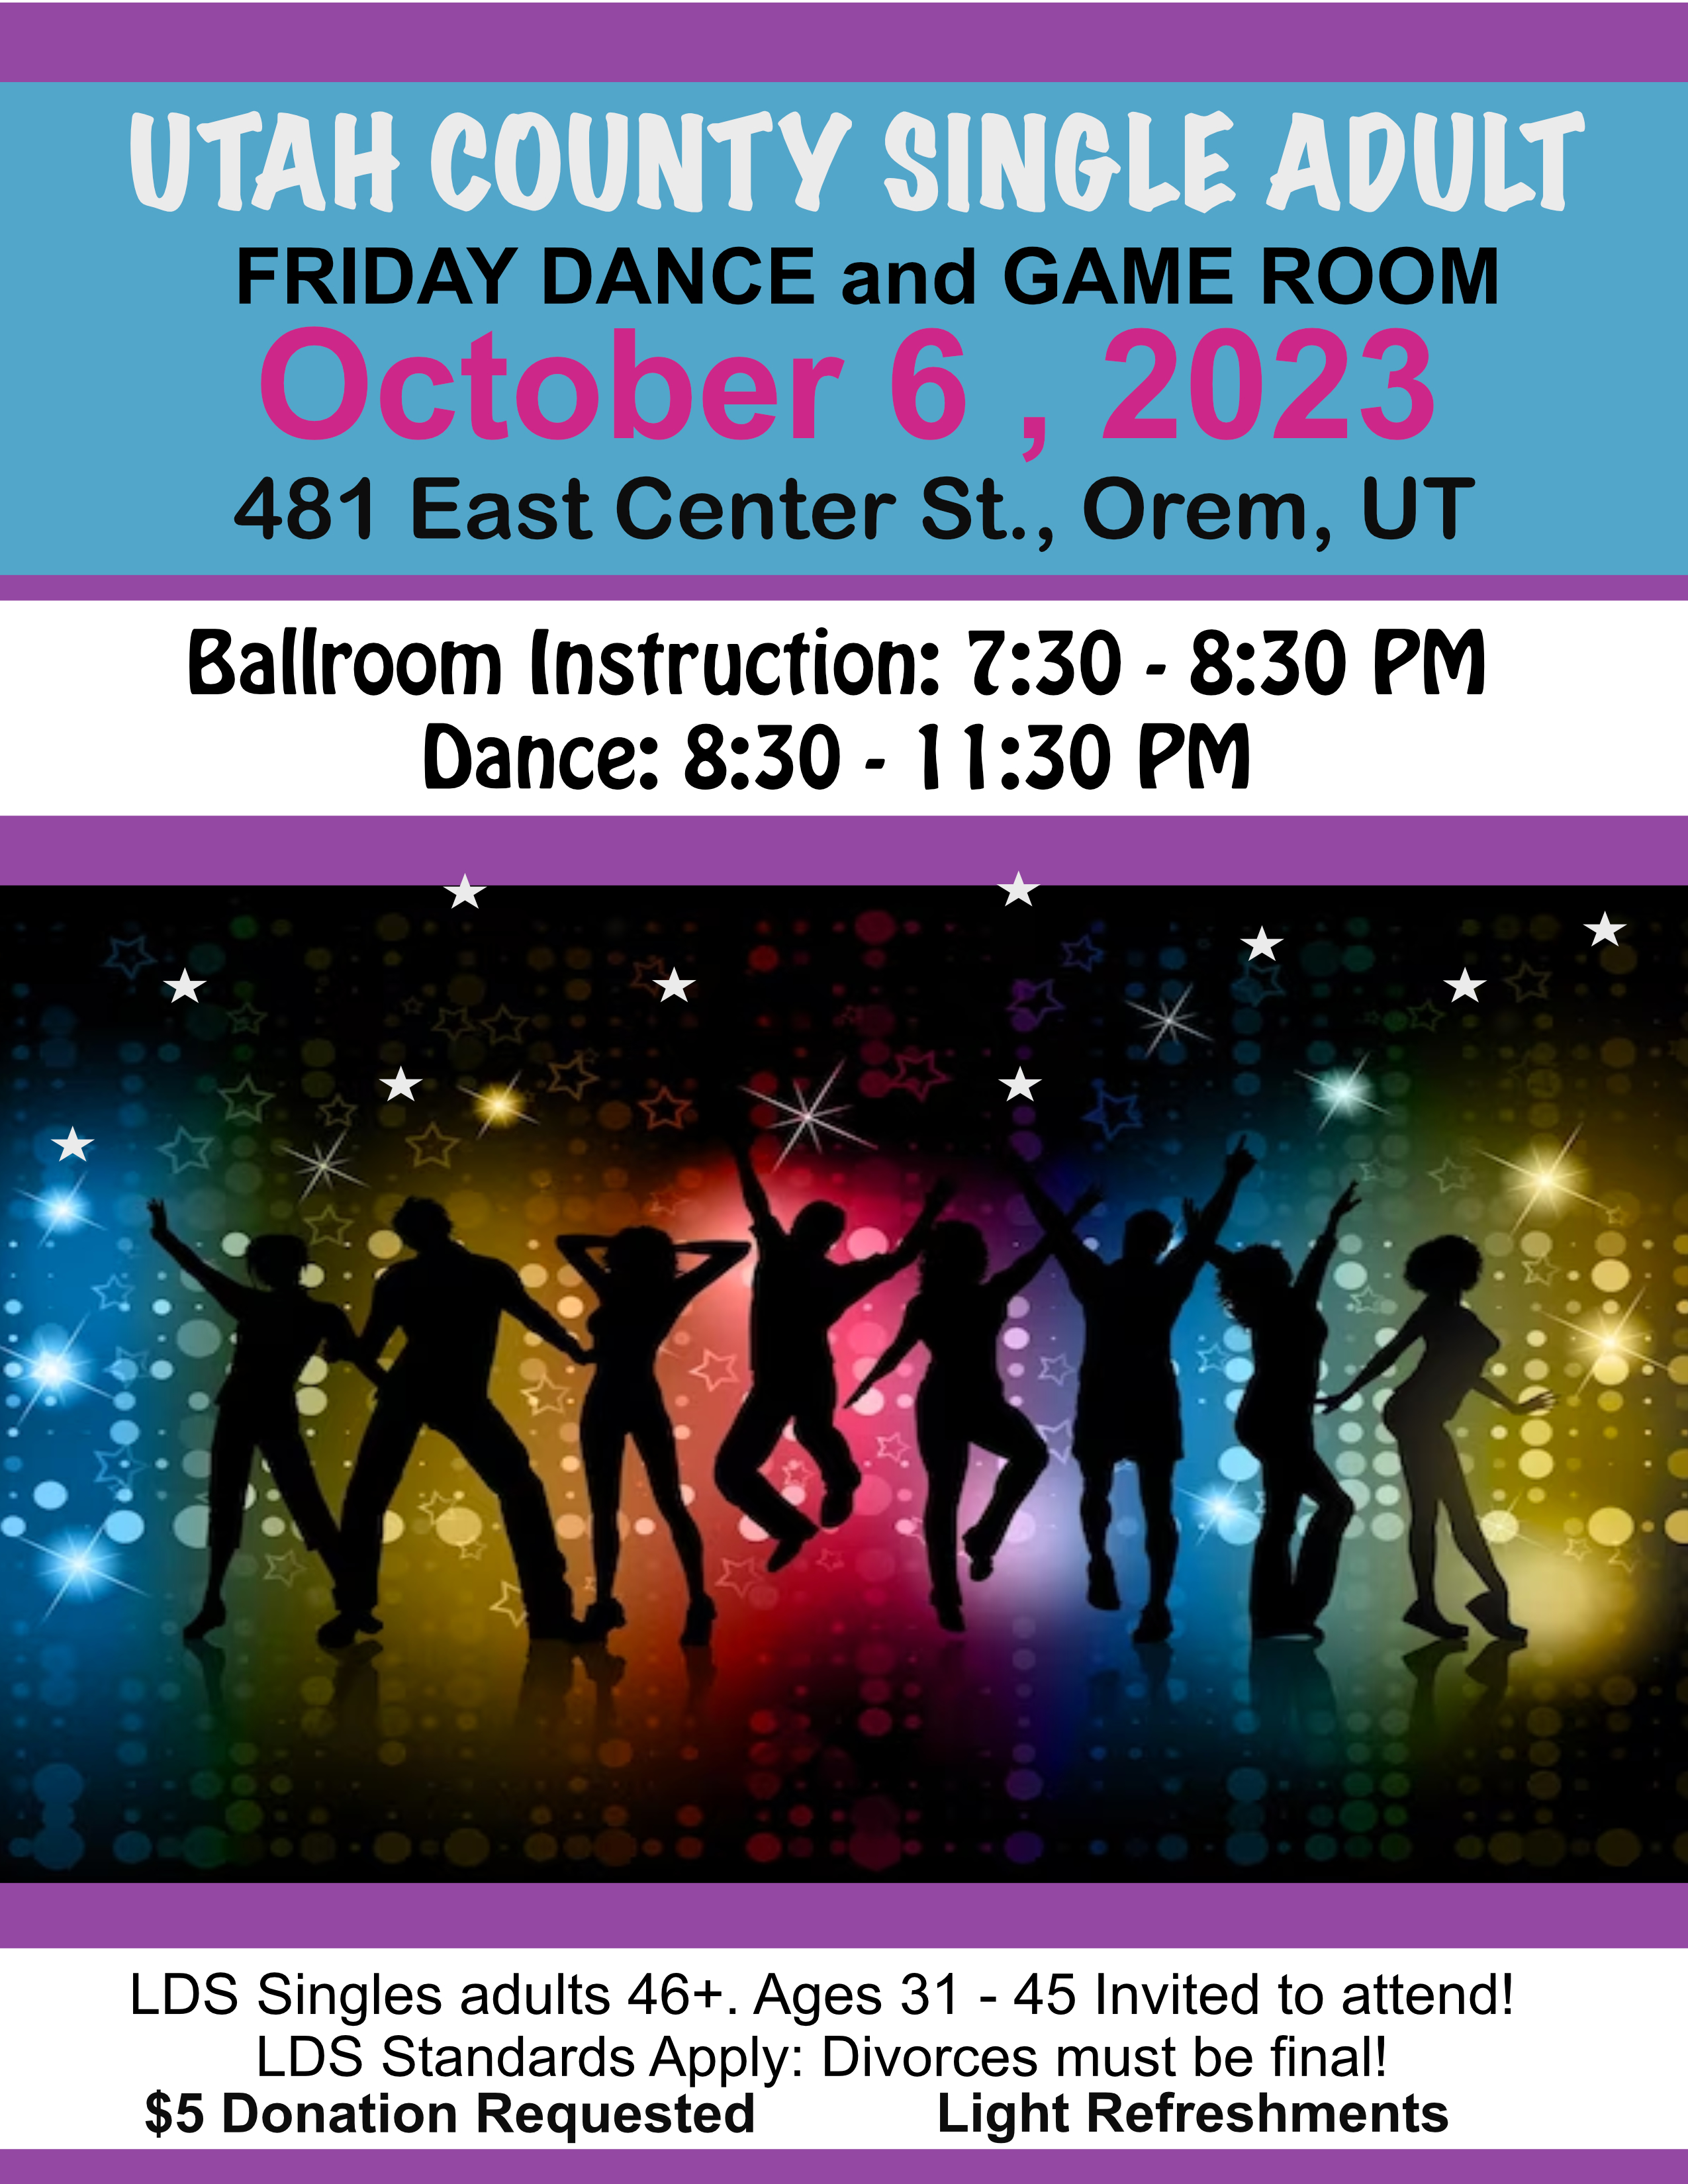 UTAH COUNTY SINGLE ADULT
FRIDAY DANCE and GAME ROOM
October 6 , 2023
481 East Center St., Orem, UT
Ballroom Instruction: 7:30 - 8:30 PM
Dance: 8:30 - 11:30 PM
LDS Singles adults 46+. Ages 31 - 45 Invited to attend!
LDS Standards Apply: Divorces must be final!
$5 Donation Requested Light Refreshments